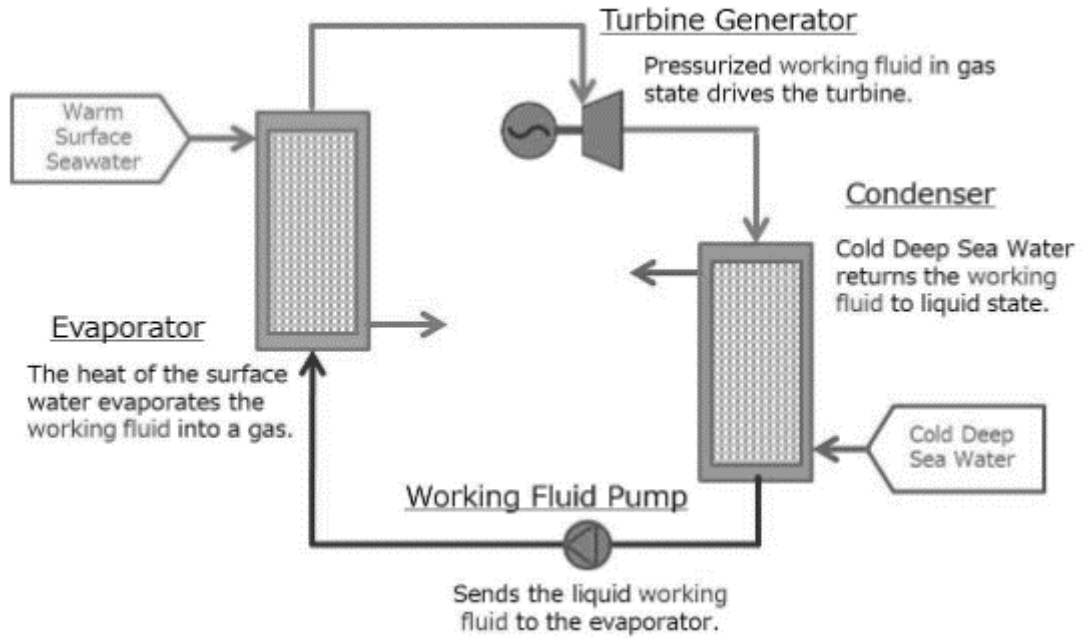 Turbine Generator
Pressurized working fluid in gas
state drives the turbine.
Warm
Surface
Seawater
Condenser
Cold Deep Sea Water
returns the working
fluid to liquid state.
Evaporator
The heat of the surface
water evaporates the
working fluid into a gas.
Cold Deep
Sea Water
Working Fluid Pump
Sends the liquid working
fluid to the evaporator.